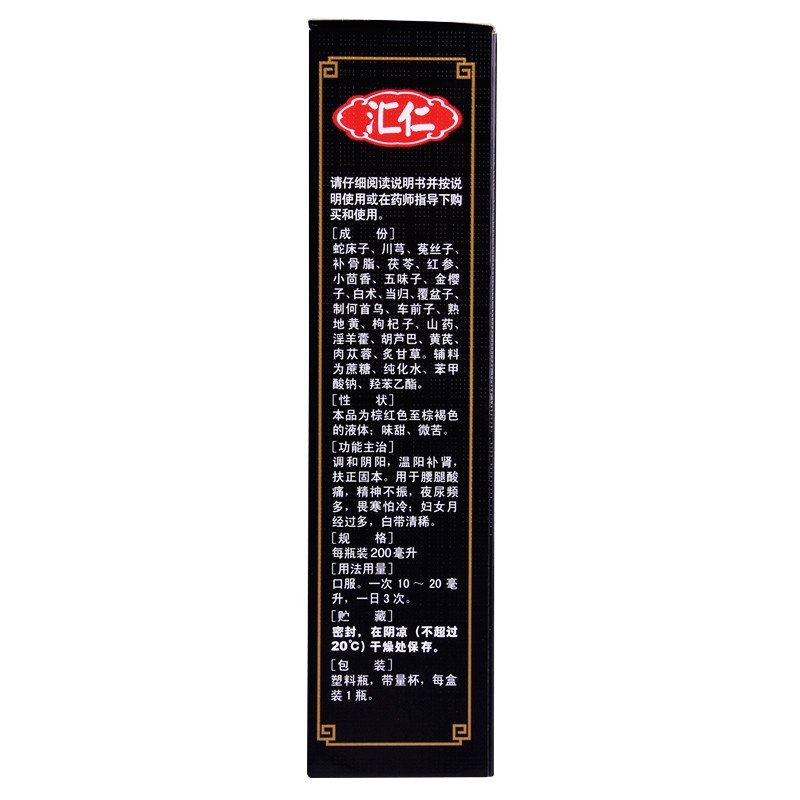 汇仁
请仔细阅读说明书并按说
明使用或在药师指导下购
买和使用。
[成 份]
蛇床子、川芎、菟丝子、
补骨脂、茯苓、红参、
小茴香、五味子、金樱
子、白术、当归、覆盆子、
制何首乌、车前子、熟
地黄、枸杞子、山药、
淫羊藿、胡芦巴、黄芪、
肉苁蓉、炙甘草。辅料
为蔗糖、纯化水、苯甲
酸钠、羟苯乙酯。
[性 状]
本品为棕红色至棕褐色
的液体；味甜、微苦。
[功能主治]
调和阴阳，温阳补肾，
扶正固本。用于腰腿酸
痛，精神不振，夜尿频
多，畏寒怕冷；妇女月
经过多，白带清稀。
[规 格]
每瓶装200毫升
[用法用量]
口服。一次 10～20 毫
升，一日 3 次。
[贮 藏]
密封，在阴凉（不超过
20℃）干燥处保存。
[包 装]
塑料瓶，带量杯，每盒
装1瓶。